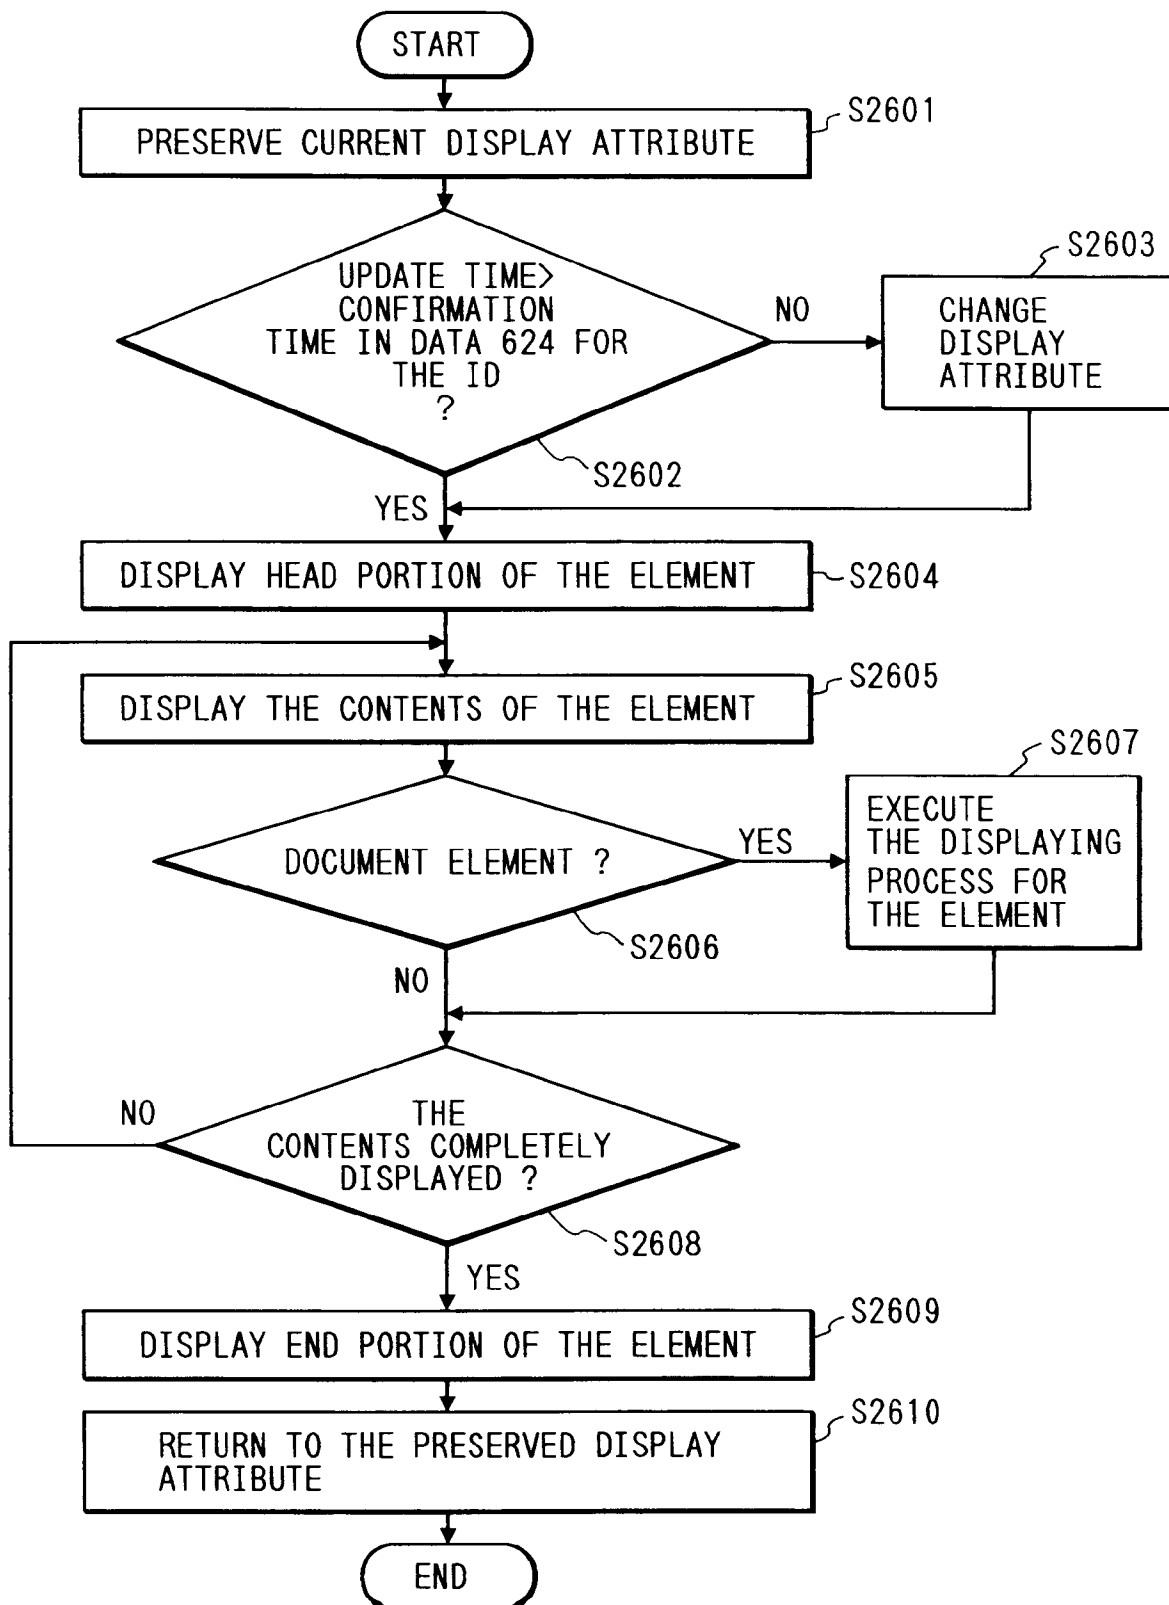 START
PRESERVE CURRENT DISPLAY ATTRIBUTE
S2601
UPDATE TIME>
CONFIRMATION
TIME IN DATA 624 FOR
THE ID
?
S2602
NO
S2603
CHANGE
DISPLAY
ATTRIBUTE
YES
DISPLAY HEAD PORTION OF THE ELEMENT
S2604
DISPLAY THE CONTENTS OF THE ELEMENT
S2605
DOCUMENT ELEMENT ?
S2606
YES
S2607
EXECUTE
THE DISPLAYING
PROCESS FOR
THE ELEMENT
NO
THE
CONTENTS COMPLETELY
DISPLAYED ?
S2608
NO
YES
DISPLAY END PORTION OF THE ELEMENT
S2609
RETURN TO THE PRESERVED DISPLAY
ATTRIBUTE
S2610
END